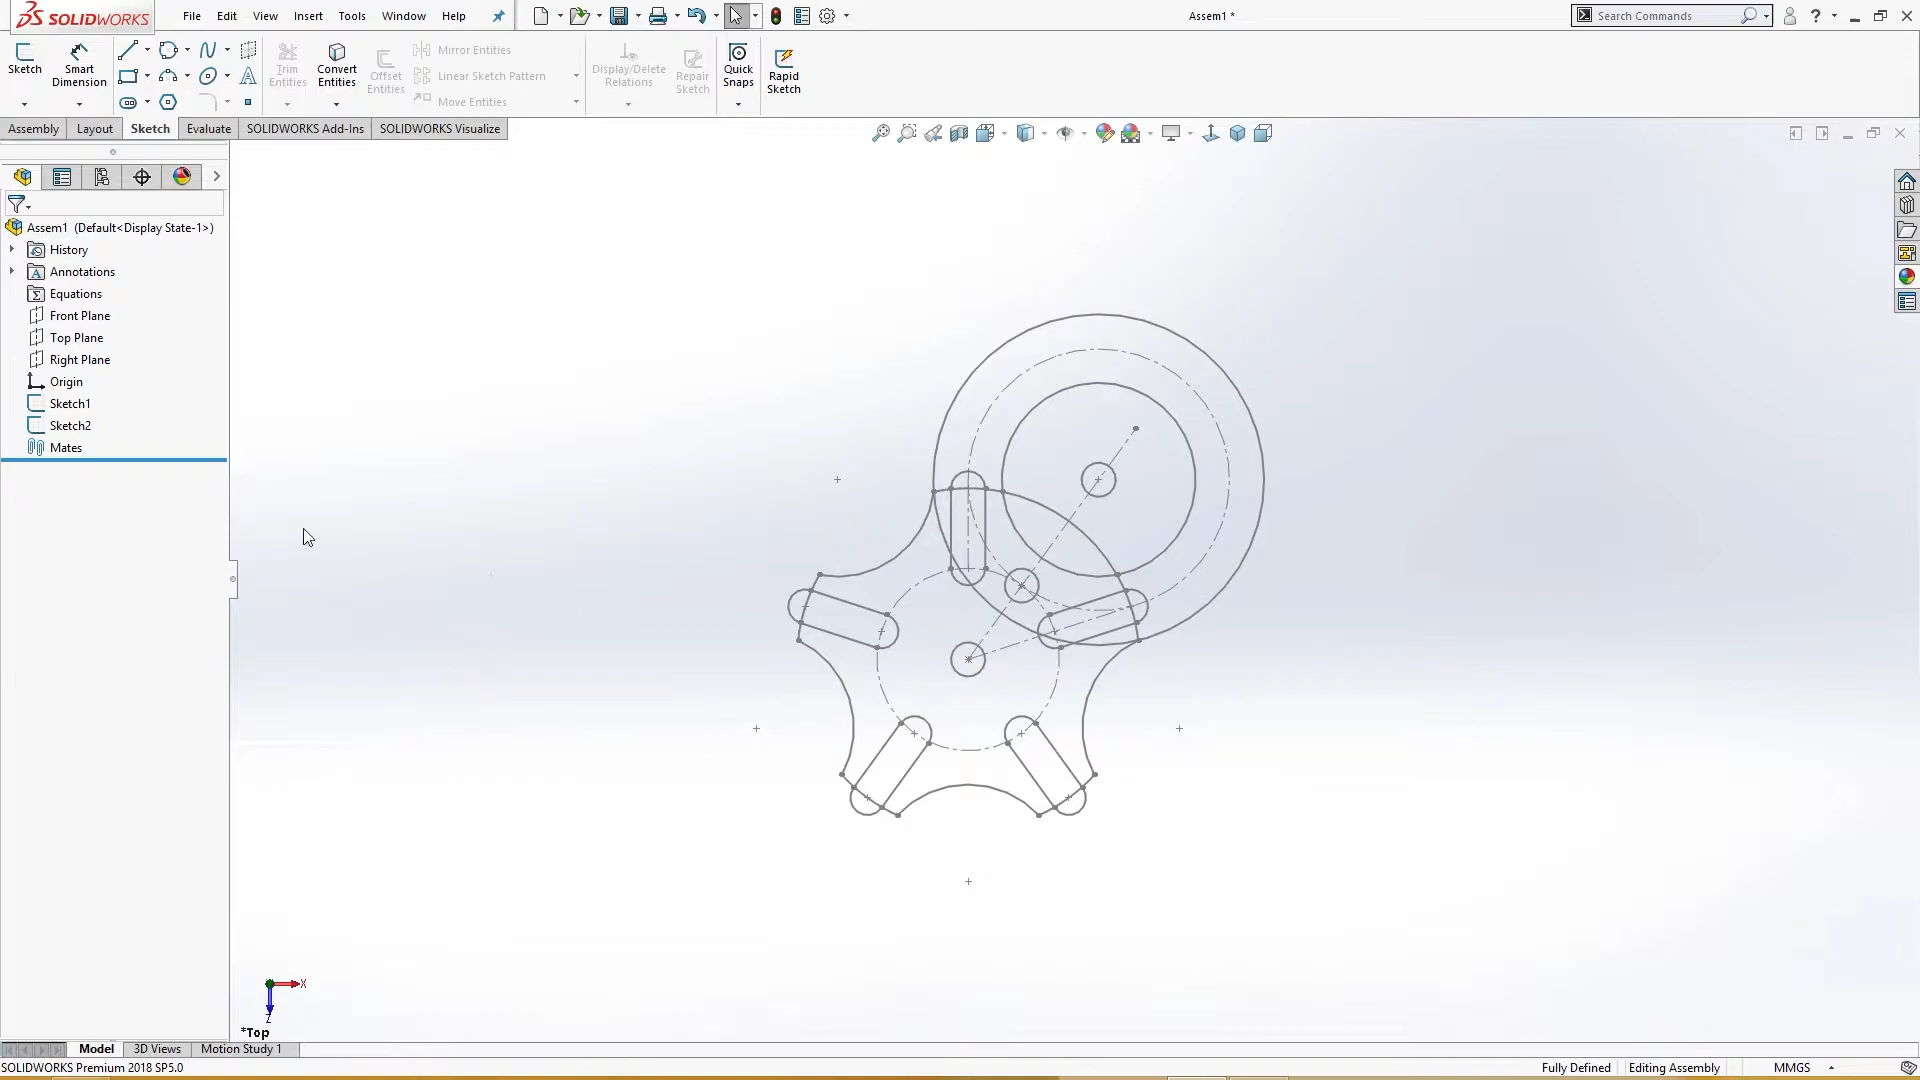 SOLIDWORKS
File Edit View Insert Tools Window Help
Assem1 *
Search Commands
?
Sketch
Smart Dimension
Trim Entities
Convert Entities
Offset Entities
Mirror Entities
Linear Sketch Pattern
Move Entities
Display/Delete Relations
Repair Sketch
Quick Snaps
Rapid Sketch
Assembly Layout Sketch Evaluate SOLIDWORKS Add-Ins SOLIDWORKS Visualize
Assem1 (Default<Display State-1>)
History
Annotations
Equations
Front Plane
Top Plane
Right Plane
Origin
Sketch1
Sketch2
Mates
X
Z
*Top
Model 3D Views Motion Study 1
SOLIDWORKS Premium 2018 SP5.0
Fully Defined Editing Assembly MMGS